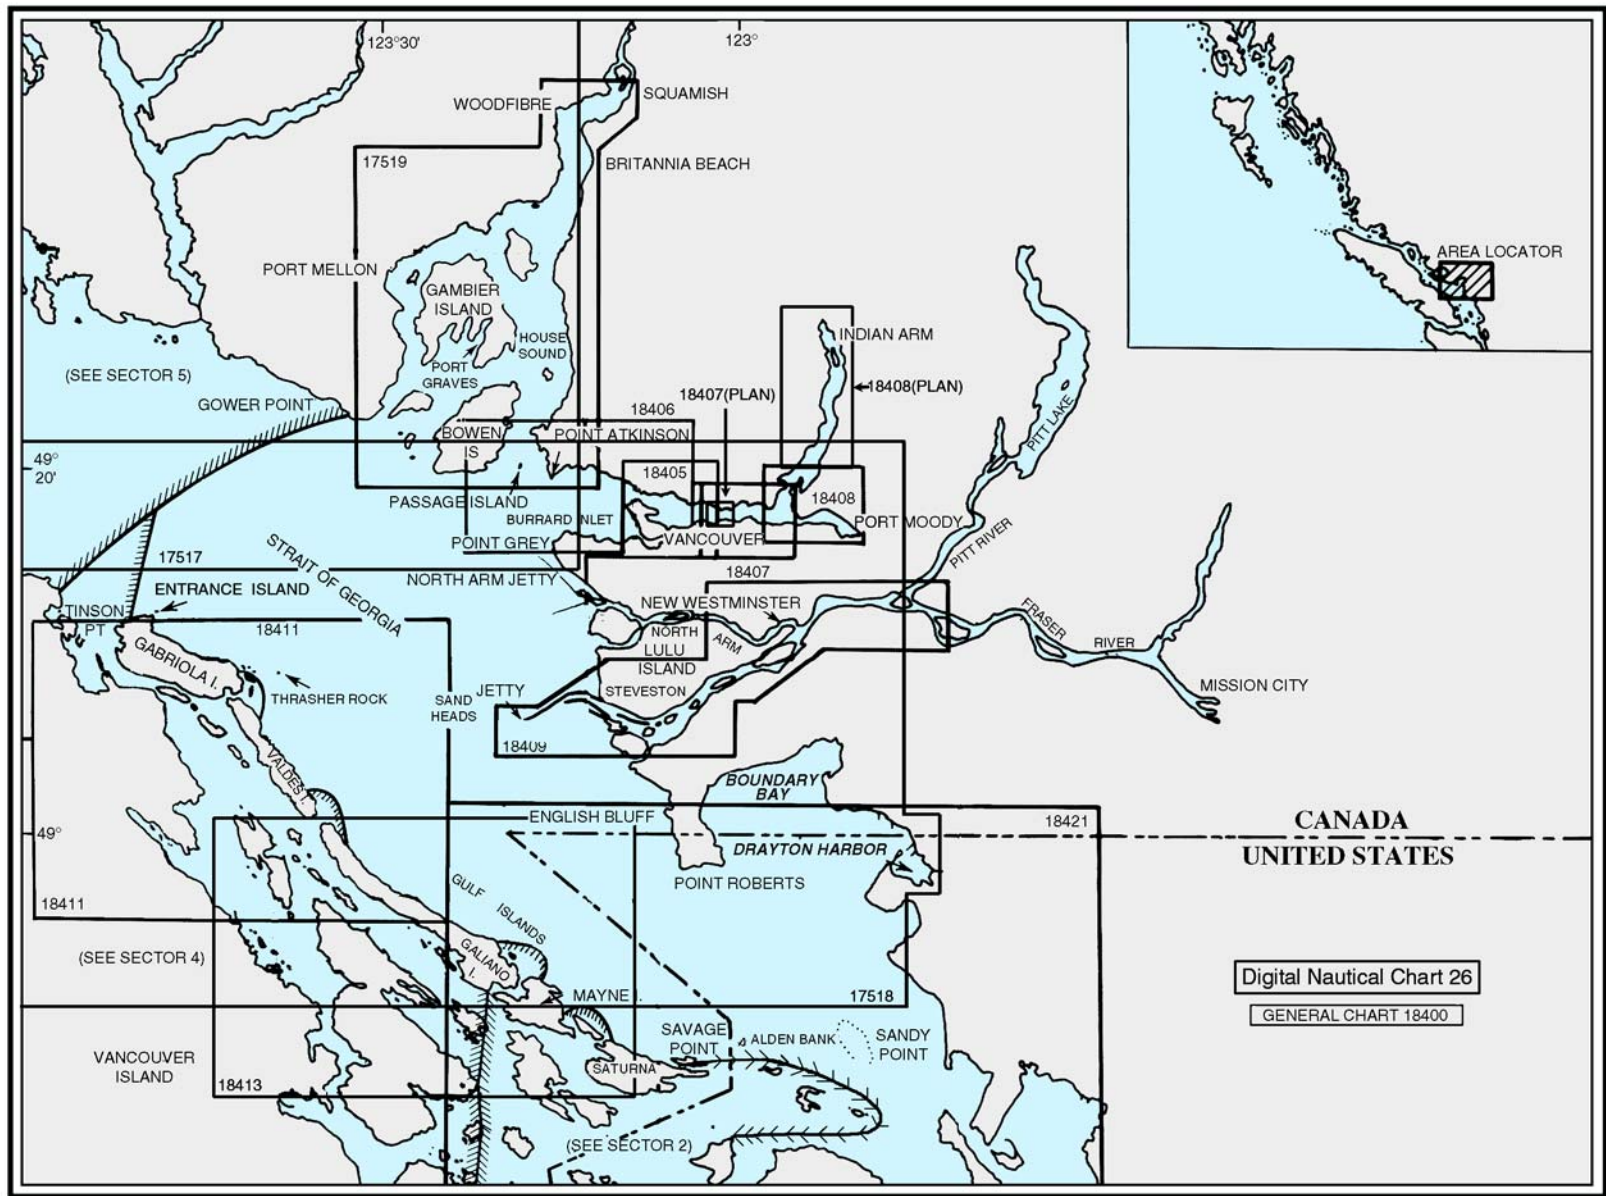 123°30'
123°
WOODFIBRE
SQUAMISH
17519
BRITANNIA BEACH
AREA LOCATOR
PORT MELLON
GAMBIER
ISLAND
HOUSE
SOUND
INDIAN ARM
PORT
GRAVES
(SEE SECTOR 5)
18407(PLAN)
18408(PLAN)
GOWER POINT
18406
PITT LAKE
BOWEN
IS
POINT ATKINSON
49°
20'
18405
PASSAGE ISLAND
18408
BURRARD INLET
PORT MOODY
POINT GREY
VANCOUVER
PITT RIVER
STRAIT OF GEORGIA
17517
NORTH ARM JETTY
18407
ENTRANCE ISLAND
TINSON
PT
NEW WESTMINSTER
FRASER
RIVER
18411
NORTH
ARM
LULU
ISLAND
GABRIOLA I.
THRASHER ROCK
JETTY
SAND
HEADS
STEVESTON
MISSION CITY
18409
VALDES I.
BOUNDARY
BAY
ENGLISH BLUFF
18421
CANADA
49°
DRAYTON HARBOR
UNITED STATES
POINT ROBERTS
GULF ISLANDS
18411
GALIANO
I.
(SEE SECTOR 4)
Digital Nautical Chart 26
MAYNE I.
17518
GENERAL CHART 18400
SAVAGE
POINT
ALDEN BANK
SANDY
POINT
VANCOUVER
ISLAND
SATURNA
18413
(SEE SECTOR 2)